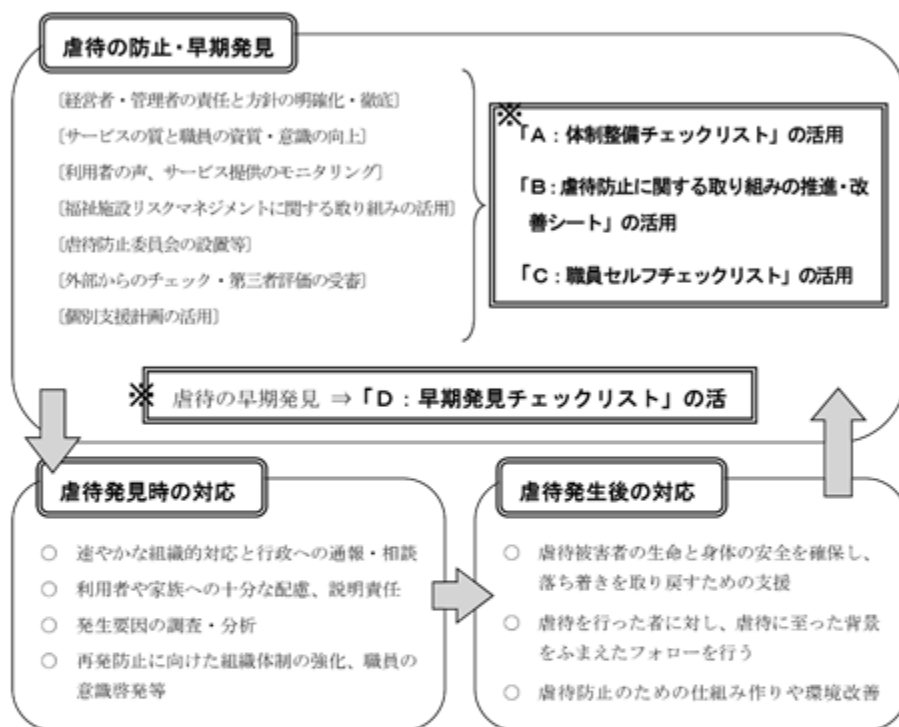 虐待の防止・早期発見
〔経営者・管理者の責任と方針の明確化・徹底〕
〔サービスの質と職員の資質・意識の向上〕
〔利用者の声、サービス提供のモニタリング〕
〔福祉施設リスクマネジメントに関する取り組みの活用〕
〔虐待防止委員会の設置等〕
〔外部からのチェック・第三者評価の受審〕
〔個別支援計画の活用〕
※
「A：体制整備チェックリスト」の活用
「B：虐待防止に関する取り組みの推進・改
善シート」の活用
「C：職員セルフチェックリスト」の活用
※ 虐待の早期発見 ⇒「D：早期発見チェックリスト」の活
虐待発見時の対応
○ 速やかな組織的対応と行政への通報・相談
○ 利用者や家族への十分な配慮、説明責任
○ 発生要因の調査・分析
○ 再発防止に向けた組織体制の強化、職員の
意識啓発等
虐待発生後の対応
○ 虐待被害者の生命と身体の安全を確保し、
落ち着きを取り戻すための支援
○ 虐待を行った者に対し、虐待に至った背景
をふまえたフォローを行う
○ 虐待防止のための仕組み作りや環境改善